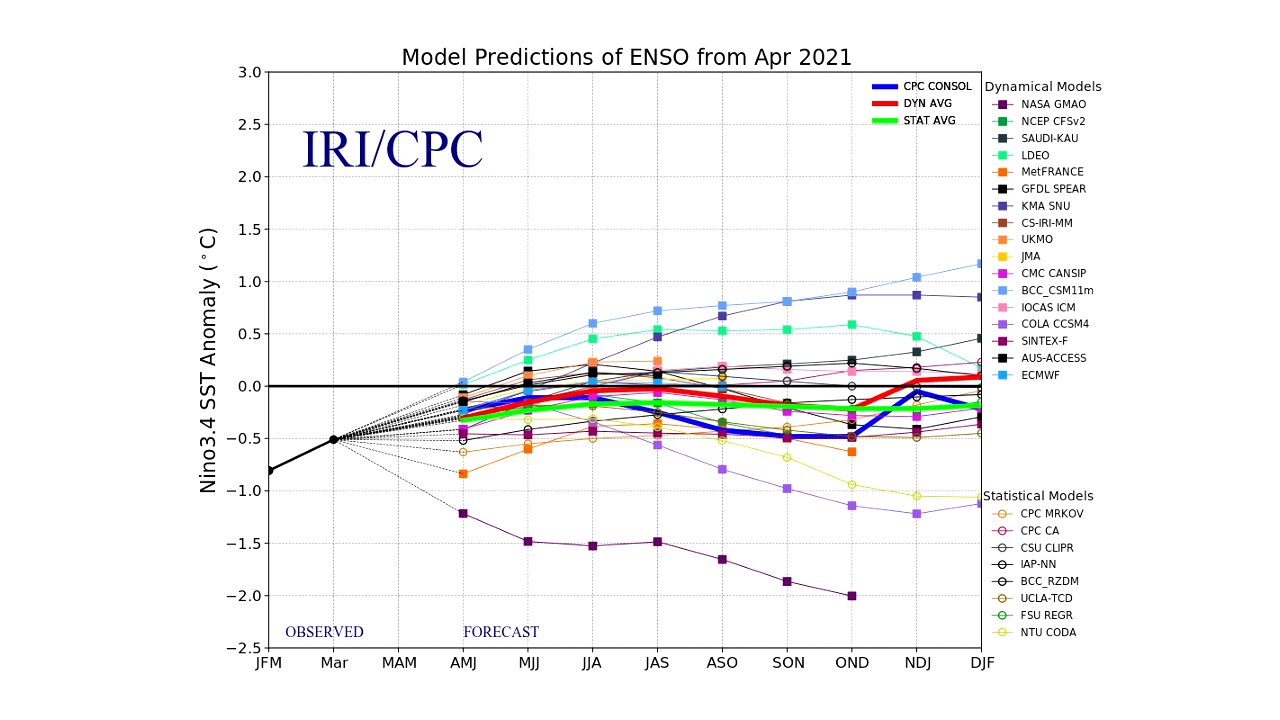 Model Predictions of ENSO from Apr 2021
IRI/CPC
Nino3.4 SST Anomaly (°C)
3.0
2.5
2.0
1.5
1.0
0.5
0.0
−0.5
−1.0
−1.5
−2.0
−2.5
OBSERVED
FORECAST
JFM Mar MAM AMJ MJJ JJA JAS ASO SON OND NDJ DJF
CPC CONSOL
DYN AVG
STAT AVG
Dynamical Models
NASA GMAO
NCEP CFSv2
SAUDI-KAU
LDEO
MetFRANCE
GFDL SPEAR
KMA SNU
CS-IRI-MM
UKMO
JMA
CMC CANSIP
BCC_CSM11m
IOCAS ICM
COLA CCSM4
SINTEX-F
AUS-ACCESS
ECMWF
Statistical Models
CPC MRKOV
CPC CA
CSU CLIPR
IAP-NN
BCC_RZDM
UCLA-TCD
FSU REGR
NTU CODA